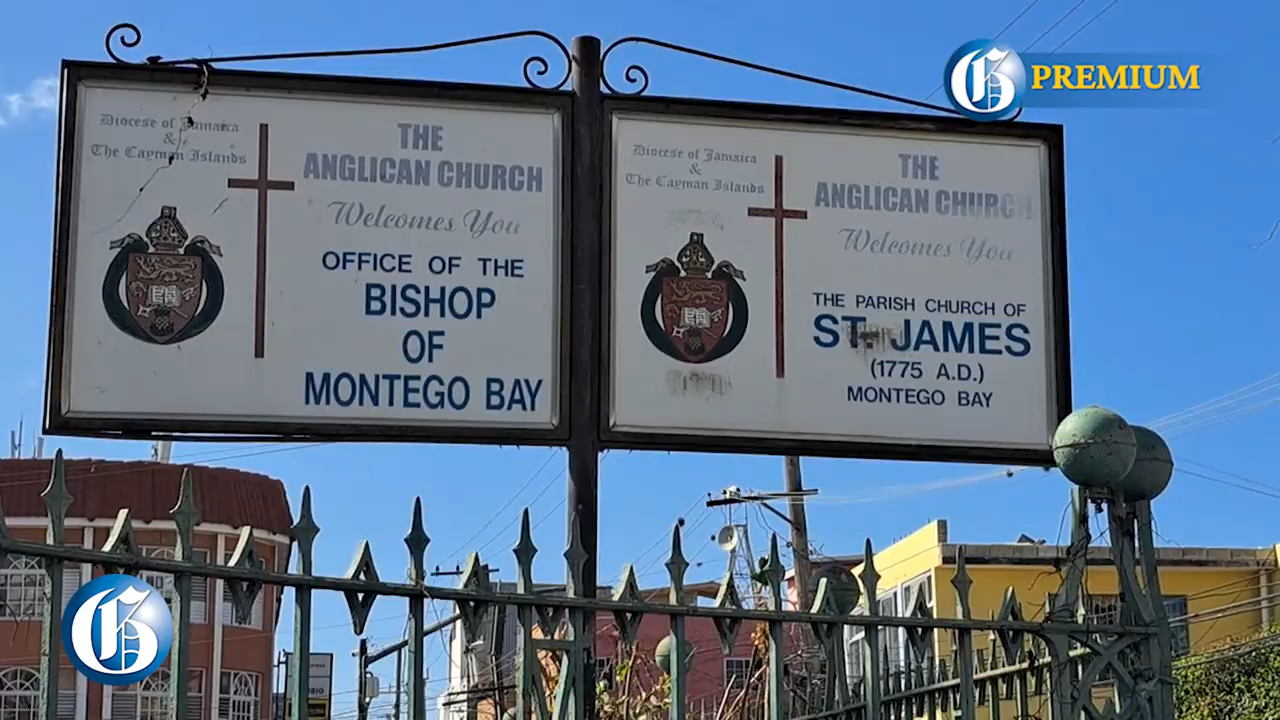 G PREMIUM
Diocese of Jamaica
&
The Cayman Islands
THE
ANGLICAN CHURCH
Welcomes You
OFFICE OF THE
BISHOP
OF
MONTEGO BAY
Diocese of Jamaica
&
The Cayman Islands
THE
ANGLICAN CHURCH
Welcomes You
THE PARISH CHURCH OF
ST. JAMES
(1775 A.D.)
MONTEGO BAY
G